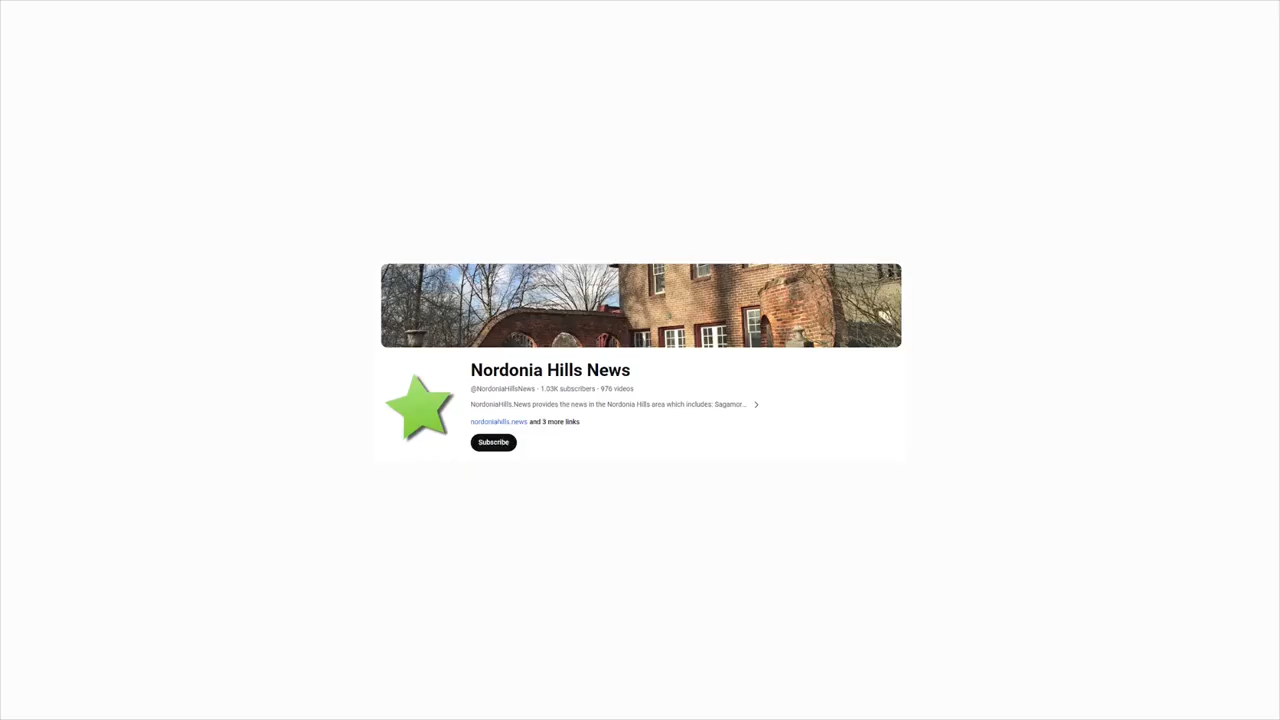 Nordonia Hills News
@NordoniaHillsNews · 1.03K subscribers · 976 videos
NordoniaHills.News provides the news in the Nordonia Hills area which includes: Sagamor...
nordoniahills.news and 3 more links
Subscribe